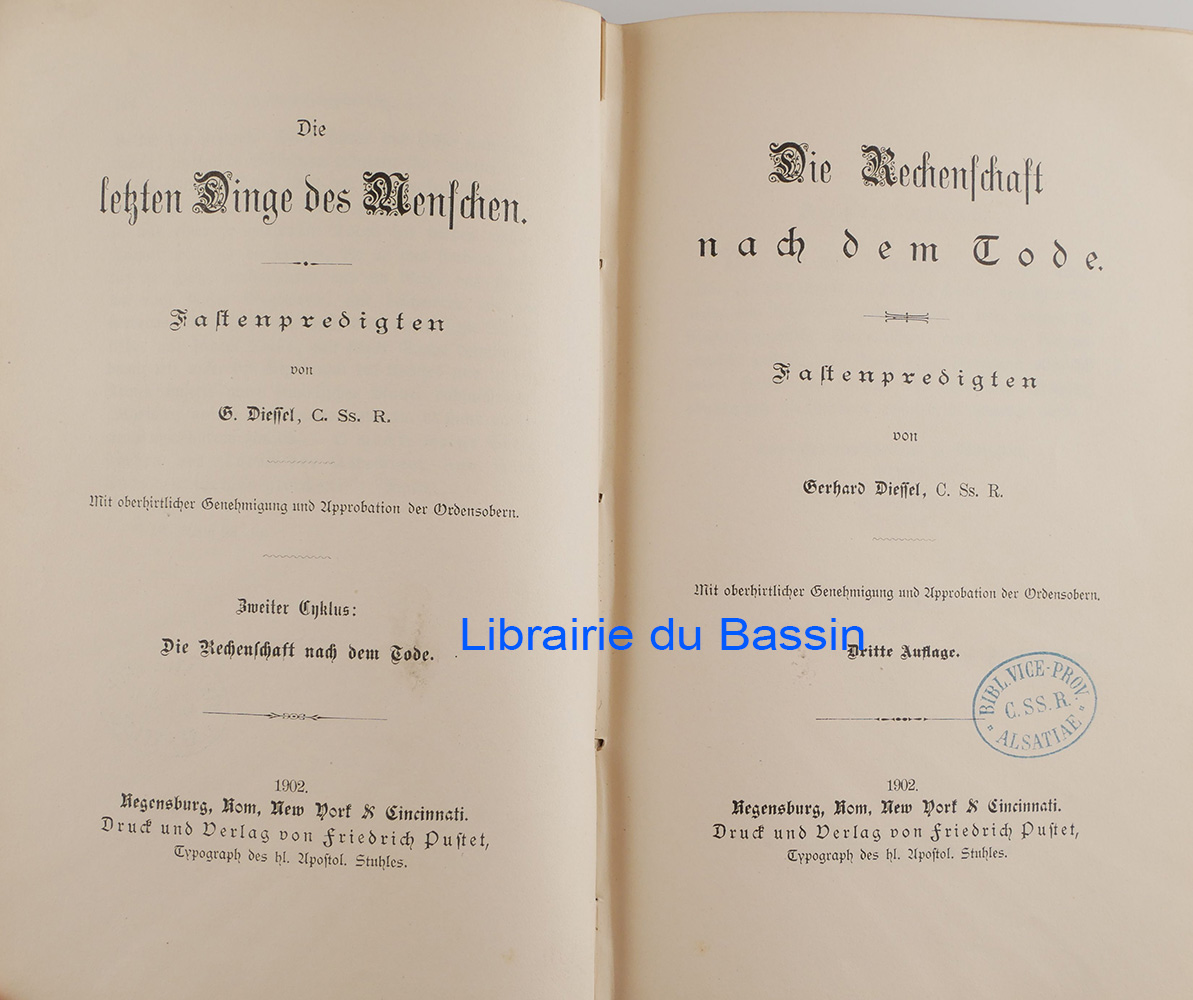 Die
letzten Dinge des Menschen.
Fastenpredigten
von
G. Diessel, C. Ss. R.
Mit oberhirtlicher Genehmigung und Approbation der Ordensobern.
Zweiter Cyklus:
Die Rechenschaft nach dem Tode.
1902.
Regensburg, Rom, New York & Cincinnati.
Druck und Verlag von Friedrich Pustet,
Typograph des hl. Apostol. Stuhles.
Die Rechenschaft
nach dem Tode.
Fastenpredigten
von
Gerhard Diessel, C. Ss. R.
Mit oberhirtlicher Genehmigung und Approbation der Ordensobern.
Librairie du Bassin
Dritte Auflage.
BIBL. VICE-PROV.
C. SS. R.
" ALSATIAE "
1902.
Regensburg, Rom, New York & Cincinnati.
Druck und Verlag von Friedrich Pustet,
Typograph des hl. Apostol. Stuhles.